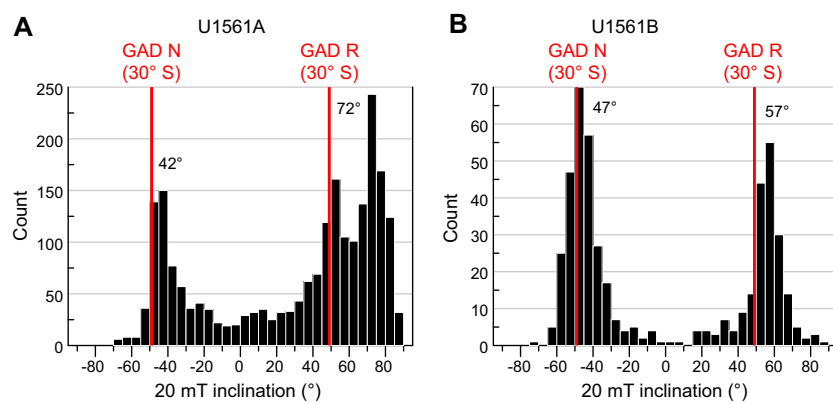 A
U1561A
GAD N
(30° S)
GAD R
(30° S)
250
200
150
100
50
0
Count
42°
72°
-80 -60 -40 -20 0 20 40 60 80
20 mT inclination (°)
B
U1561B
GAD N
(30° S)
GAD R
(30° S)
70
60
50
40
30
20
10
0
Count
47°
57°
-80 -60 -40 -20 0 20 40 60 80
20 mT inclination (°)